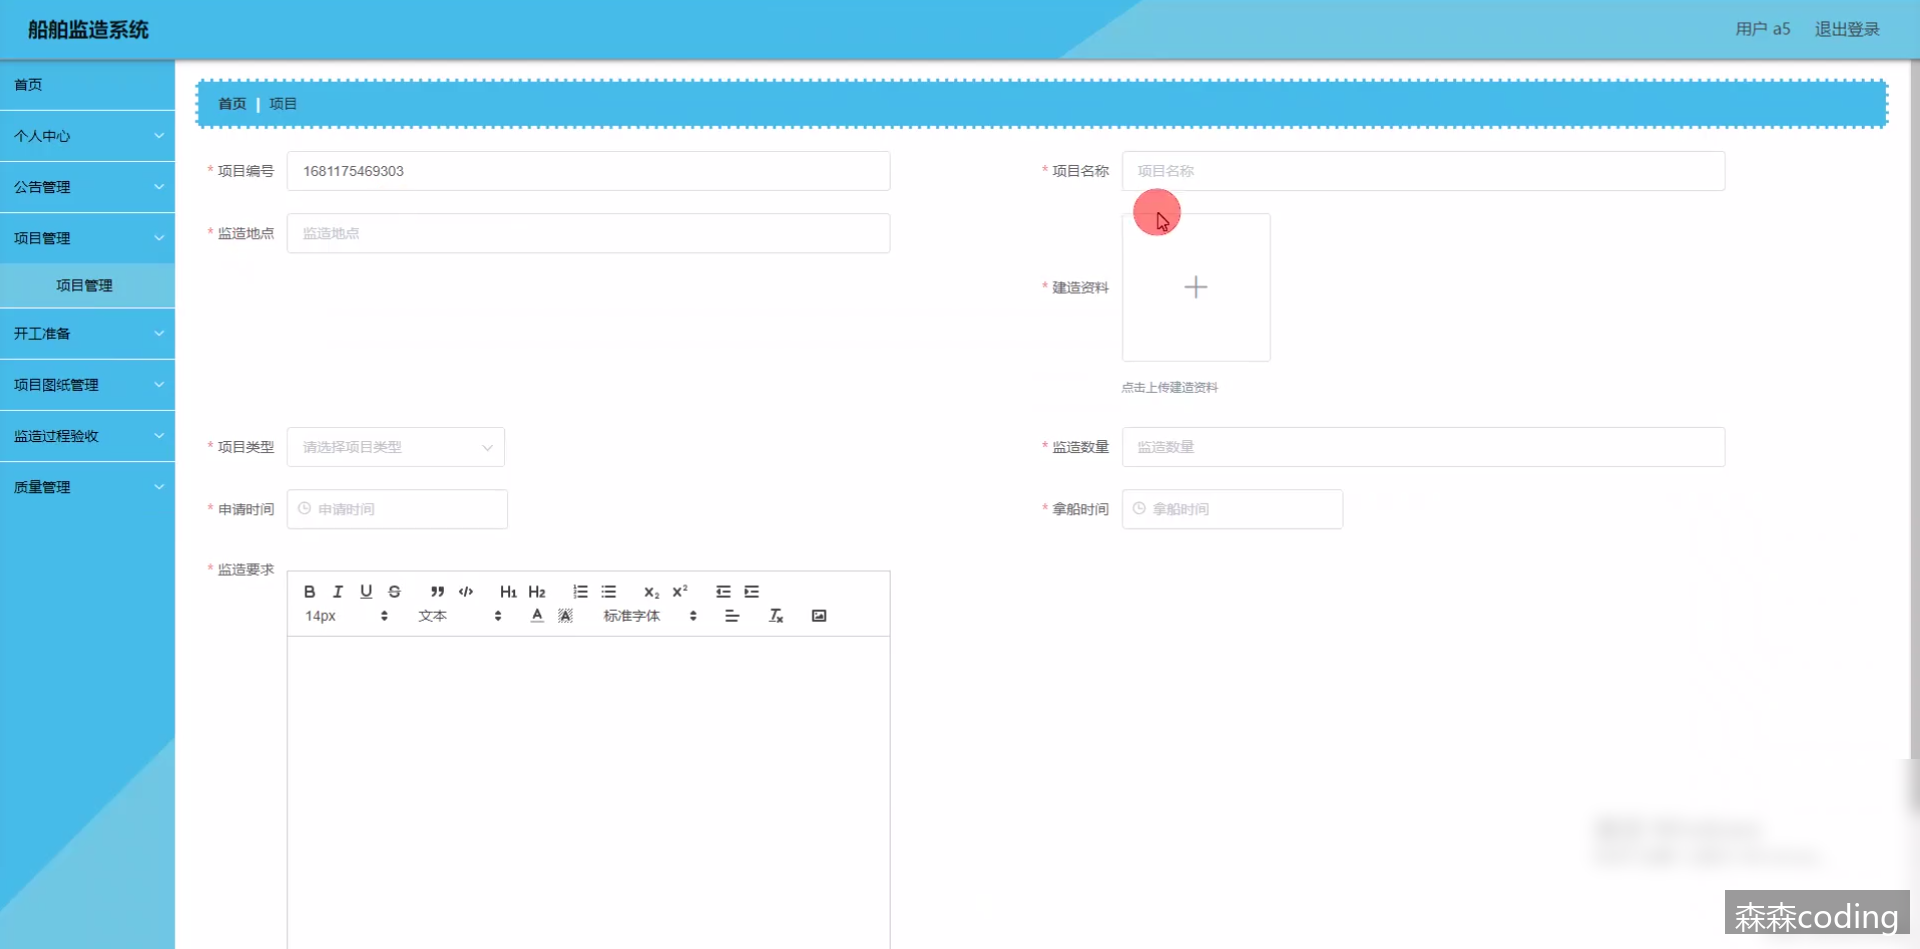 船舶监造系统
用户 a5 退出登录
首页
个人中心
公告管理
项目管理
项目管理
开工准备
项目图纸管理
监造过程验收
质量管理
首页 | 项目
* 项目编号 1681175469303
* 项目名称 项目名称
* 监造地点 监造地点
* 建造资料
点击上传建造资料
* 项目类型 请选择项目类型
* 监造数量 监造数量
* 申请时间 申请时间
* 拿船时间 拿船时间
* 监造要求
B I U S ” </> H1 H2 x₂ x²
14px 文本 A A 标准字体 Tx
森森coding